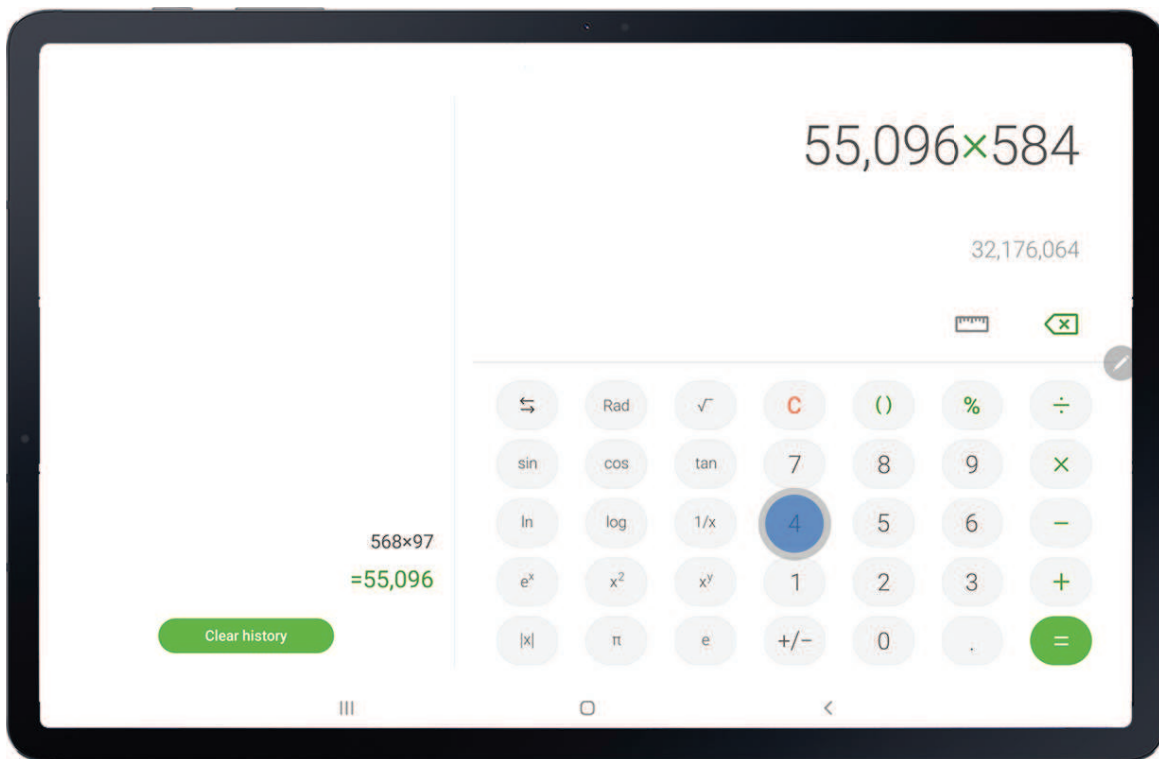 55,096×584
32,176,064
Rad √ C ( ) % ÷
sin cos tan 7 8 9 ×
ln log 1/x 4 5 6 −
568×97
=55,096
eˣ x² xʸ 1 2 3 +
Clear history
|x| π e +/− 0 . =